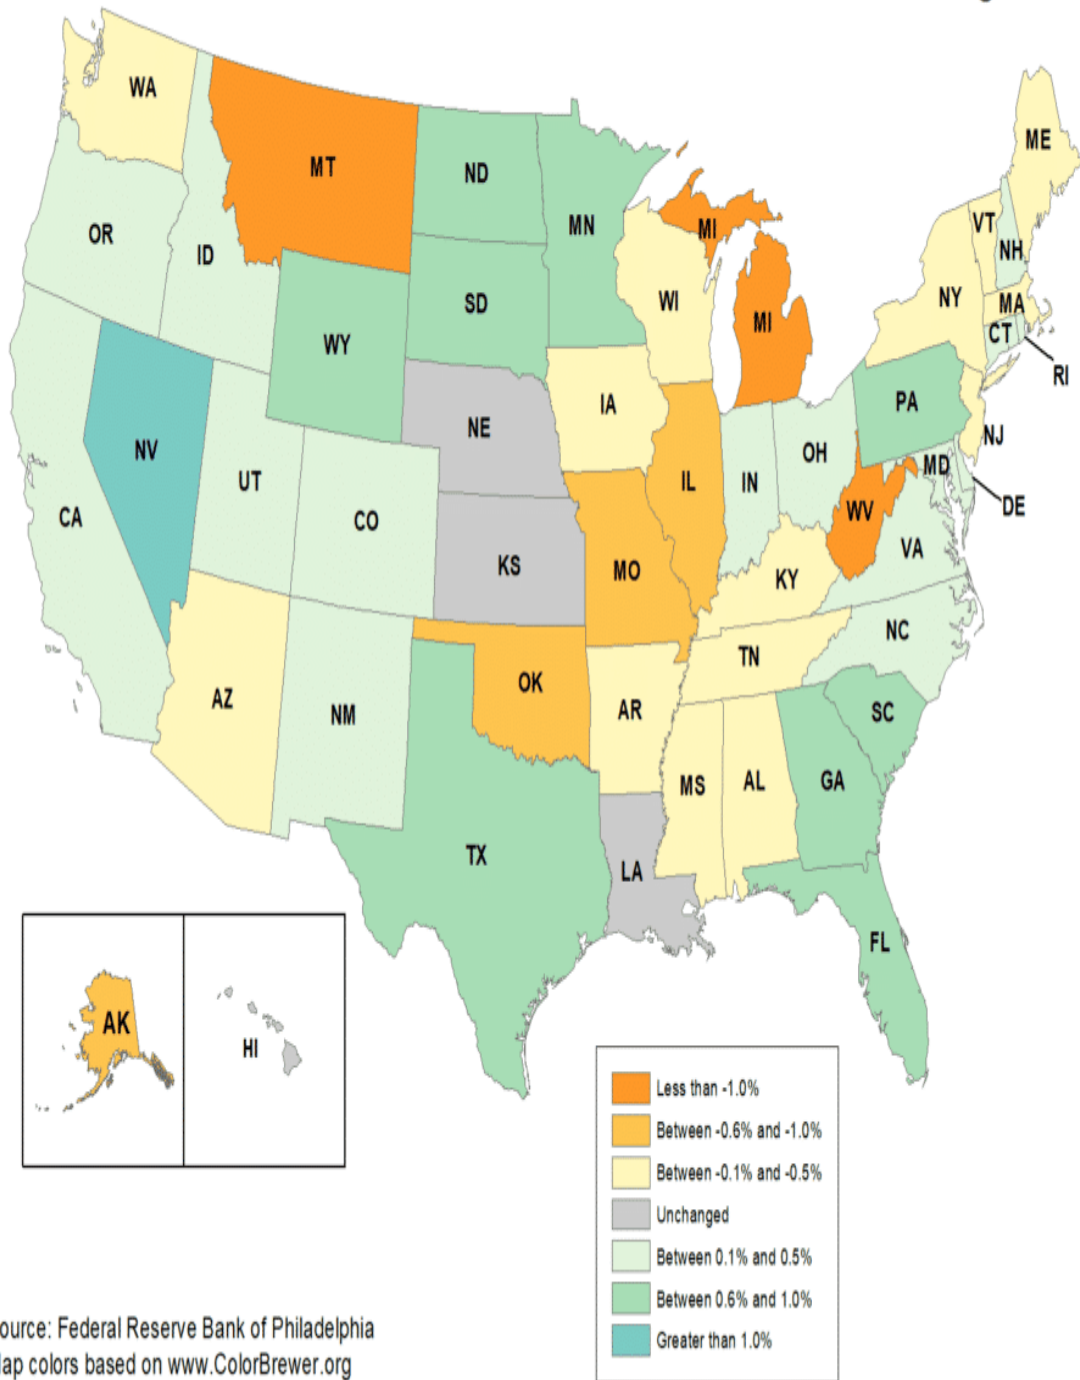 WA
MT
ND
MN
ME
OR
ID
MI
VT
NH
SD
WI
NY
MA
WY
MI
CT
RI
IA
PA
NE
NV
OH
NJ
UT
IL
IN
MD
CA
CO
WV
DE
KS
MO
KY
VA
TN
NC
AZ
OK
NM
AR
SC
MS
AL
GA
TX
LA
FL
AK
HI
Less than -1.0%
Between -0.6% and -1.0%
Between -0.1% and -0.5%
Unchanged
Between 0.1% and 0.5%
Between 0.6% and 1.0%
Greater than 1.0%
ource: Federal Reserve Bank of Philadelphia
ap colors based on www.ColorBrewer.org